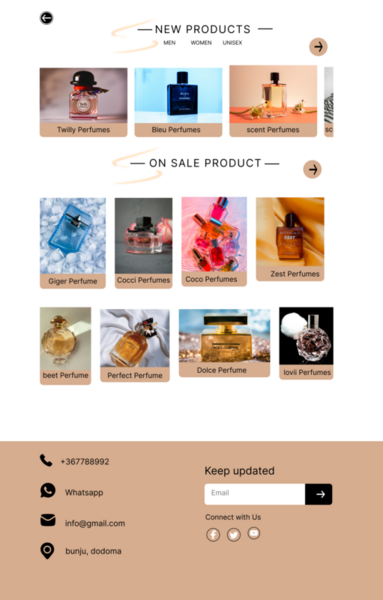 NEW PRODUCTS
MEN WOMEN UNISEX
Twilly Perfumes
Bleu Perfumes
scent Perfumes
sc
ON SALE PRODUCT
Giger Perfume
Cocci Perfumes
Coco Perfumes
Zest Perfumes
beet Perfume
Perfect Perfume
Dolce Perfume
lovii Perfumes
+367788992
Whatsapp
info@gmail.com
bunju, dodoma
Keep updated
Email
Connect with Us